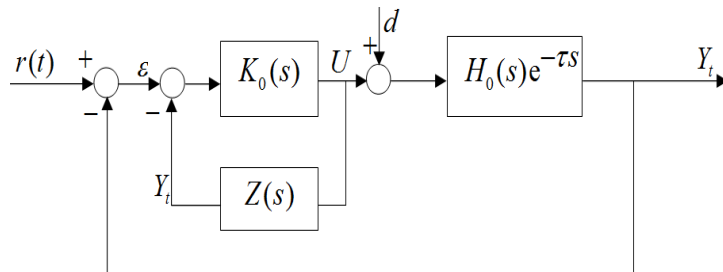 r(t)
+
−
ε
−
K₀(s)
U
+
d
H₀(s)e^{−τs}
Yₜ
Yₜ
Z(s)